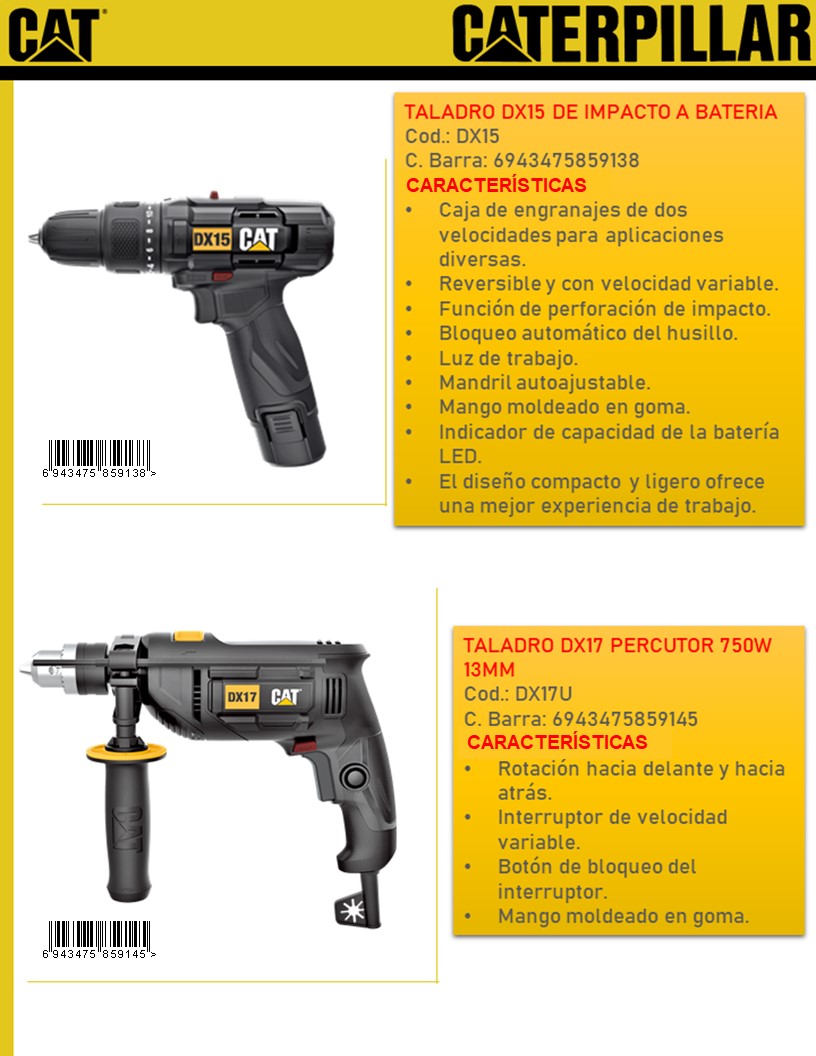 CAT®
CATERPILLAR
TALADRO DX15 DE IMPACTO A BATERIA
Cod.: DX15
C. Barra: 6943475859138
CARACTERÍSTICAS
• Caja de engranajes de dos
velocidades para aplicaciones
diversas.
• Reversible y con velocidad variable.
• Función de perforación de impacto.
• Bloqueo automático del husillo.
• Luz de trabajo.
• Mandril autoajustable.
• Mango moldeado en goma.
• Indicador de capacidad de la batería
LED.
• El diseño compacto y ligero ofrece
una mejor experiencia de trabajo.
DX15 CAT
6 943475 859138 >
TALADRO DX17 PERCUTOR 750W
13MM
Cod.: DX17U
C. Barra: 6943475859145
CARACTERÍSTICAS
• Rotación hacia delante y hacia
atrás.
• Interruptor de velocidad
variable.
• Botón de bloqueo del
interruptor.
• Mango moldeado en goma.
DX17 CAT
CAT
6 943475 859145 >